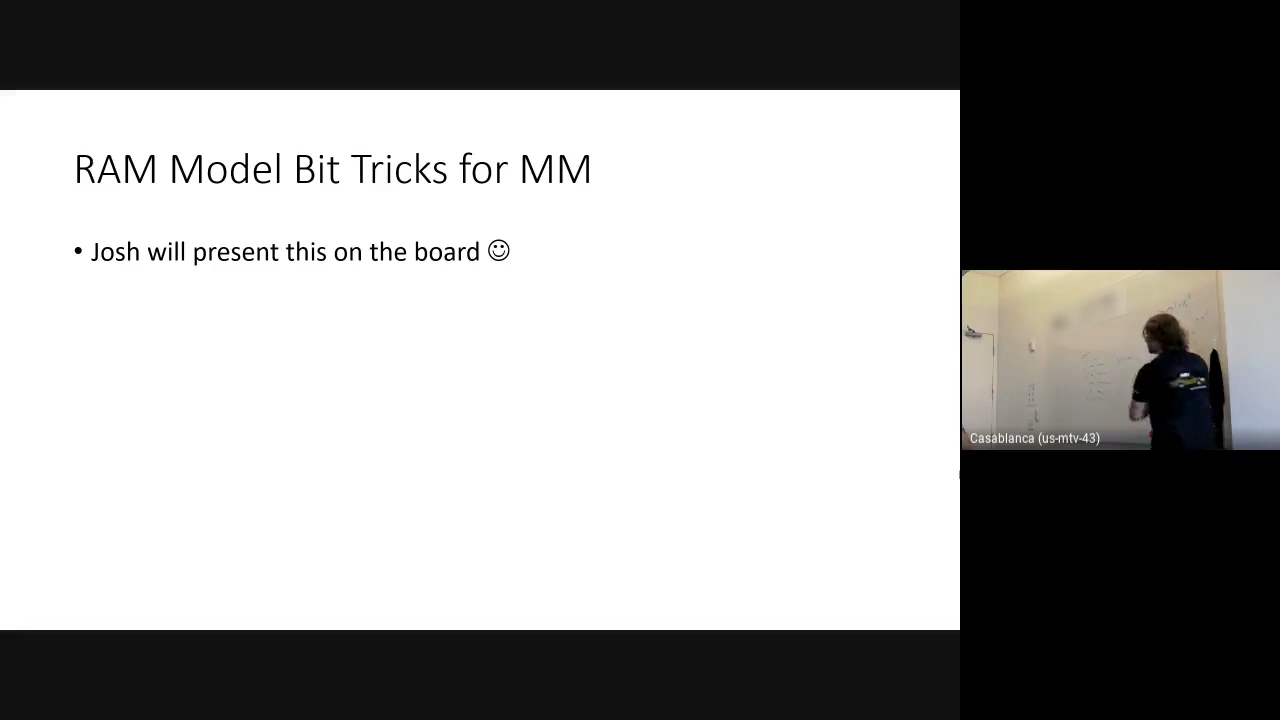 RAM Model Bit Tricks for MM
• Josh will present this on the board ☺
Casablanca (us-mtv-43)